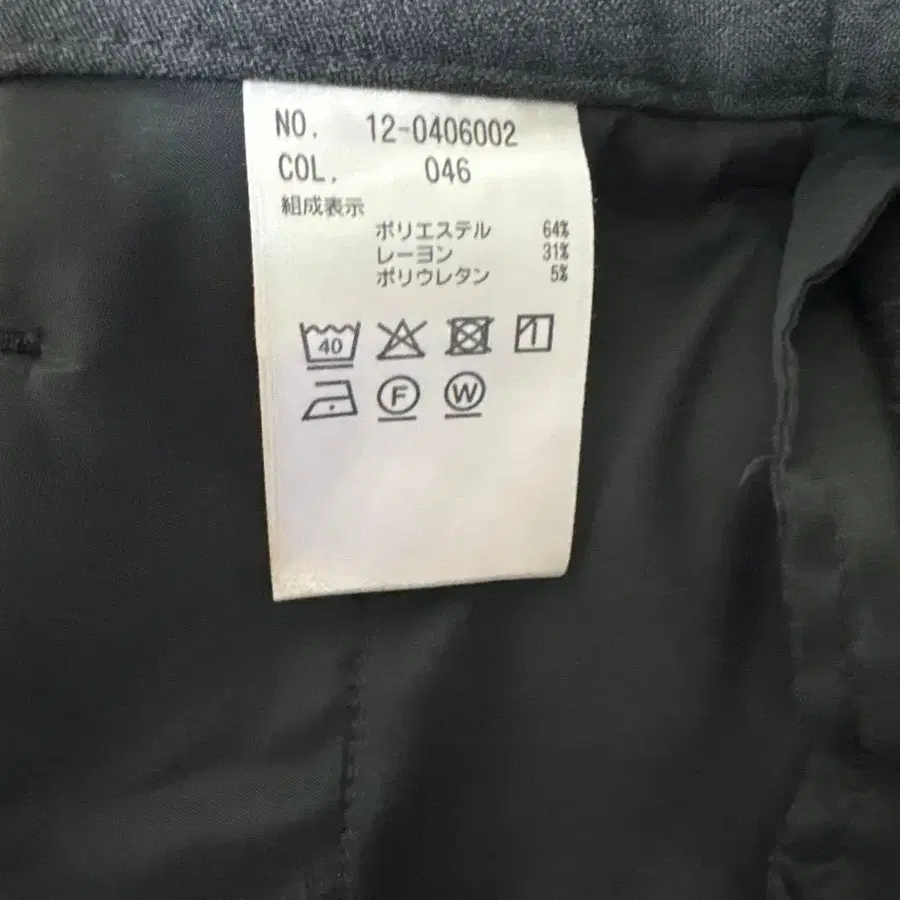 NO. 12-0406002
COL. 046
組成表示
ポリエステル 64%
レーヨン 31%
ポリウレタン 5%
40
F W